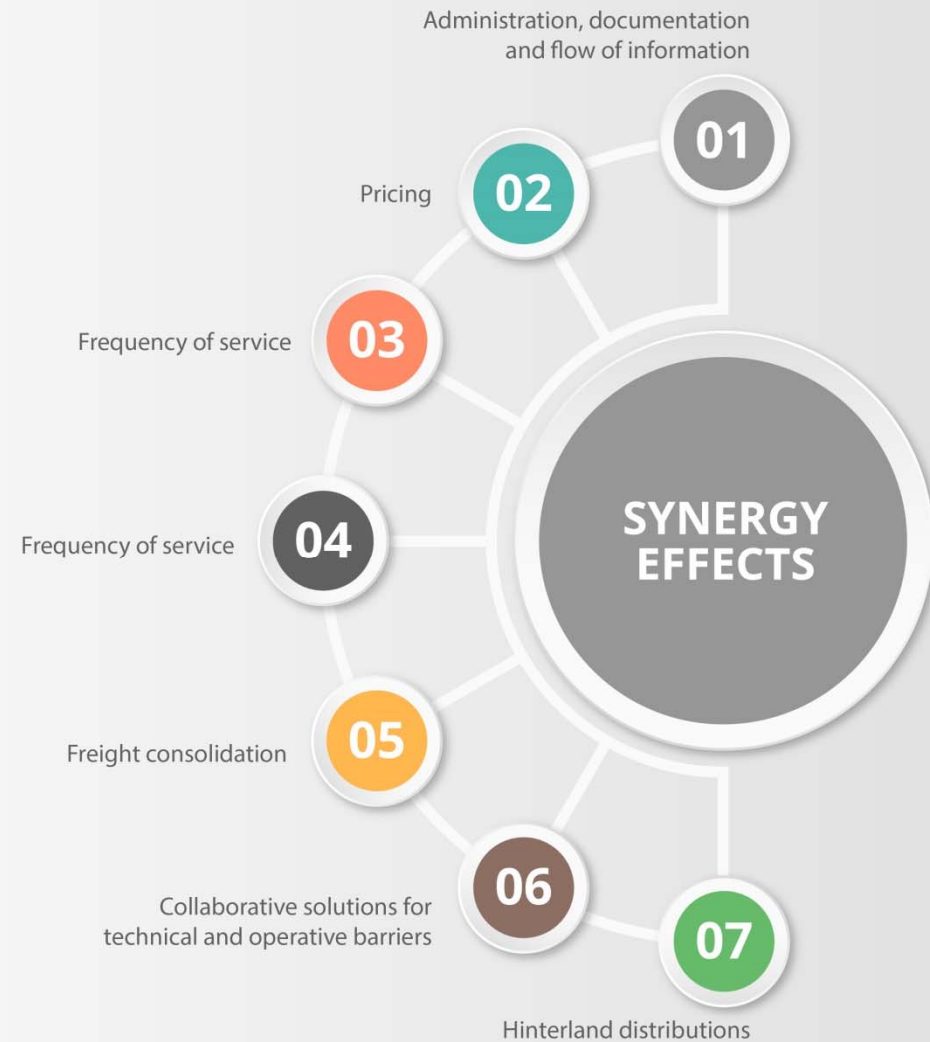 Administration, documentation
and flow of information
01
Pricing
02
Frequency of service
03
Frequency of service
04
SYNERGY
EFFECTS
Freight consolidation
05
Collaborative solutions for
technical and operative barriers
06
Hinterland distributions
07